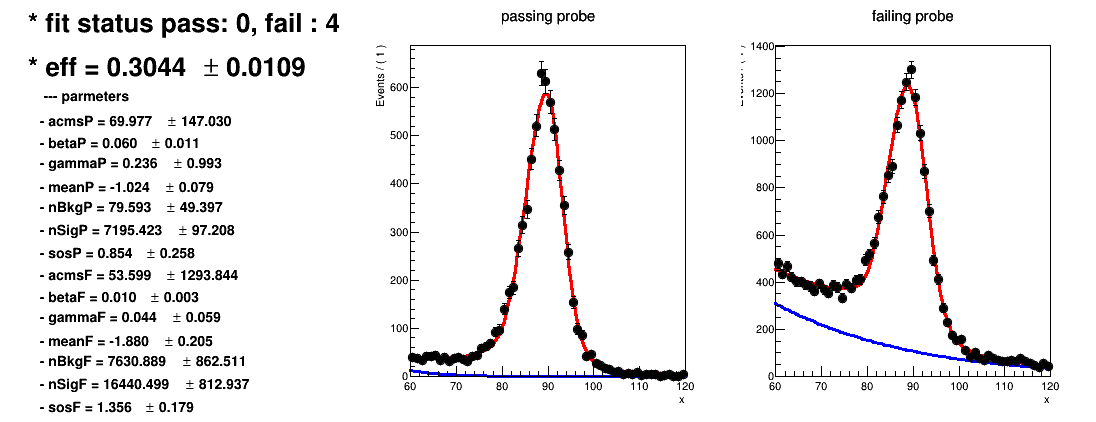 * fit status pass: 0, fail : 4
* eff = 0.3044 ± 0.0109
--- parmeters
- acmsP = 69.977 ± 147.030
- betaP = 0.060 ± 0.011
- gammaP = 0.236 ± 0.993
- meanP = -1.024 ± 0.079
- nBkgP = 79.593 ± 49.397
- nSigP = 7195.423 ± 97.208
- sosP = 0.854 ± 0.258
- acmsF = 53.599 ± 1293.844
- betaF = 0.010 ± 0.003
- gammaF = 0.044 ± 0.059
- meanF = -1.880 ± 0.205
- nBkgF = 7630.889 ± 862.511
- nSigF = 16440.499 ± 812.937
- sosF = 1.356 ± 0.179
passing probe
Events / ( 1 )
600
500
400
300
200
100
0
60 70 80 90 100 110 120
x
failing probe
1400
1200
1000
800
600
400
200
0
60 70 80 90 100 110 120
x